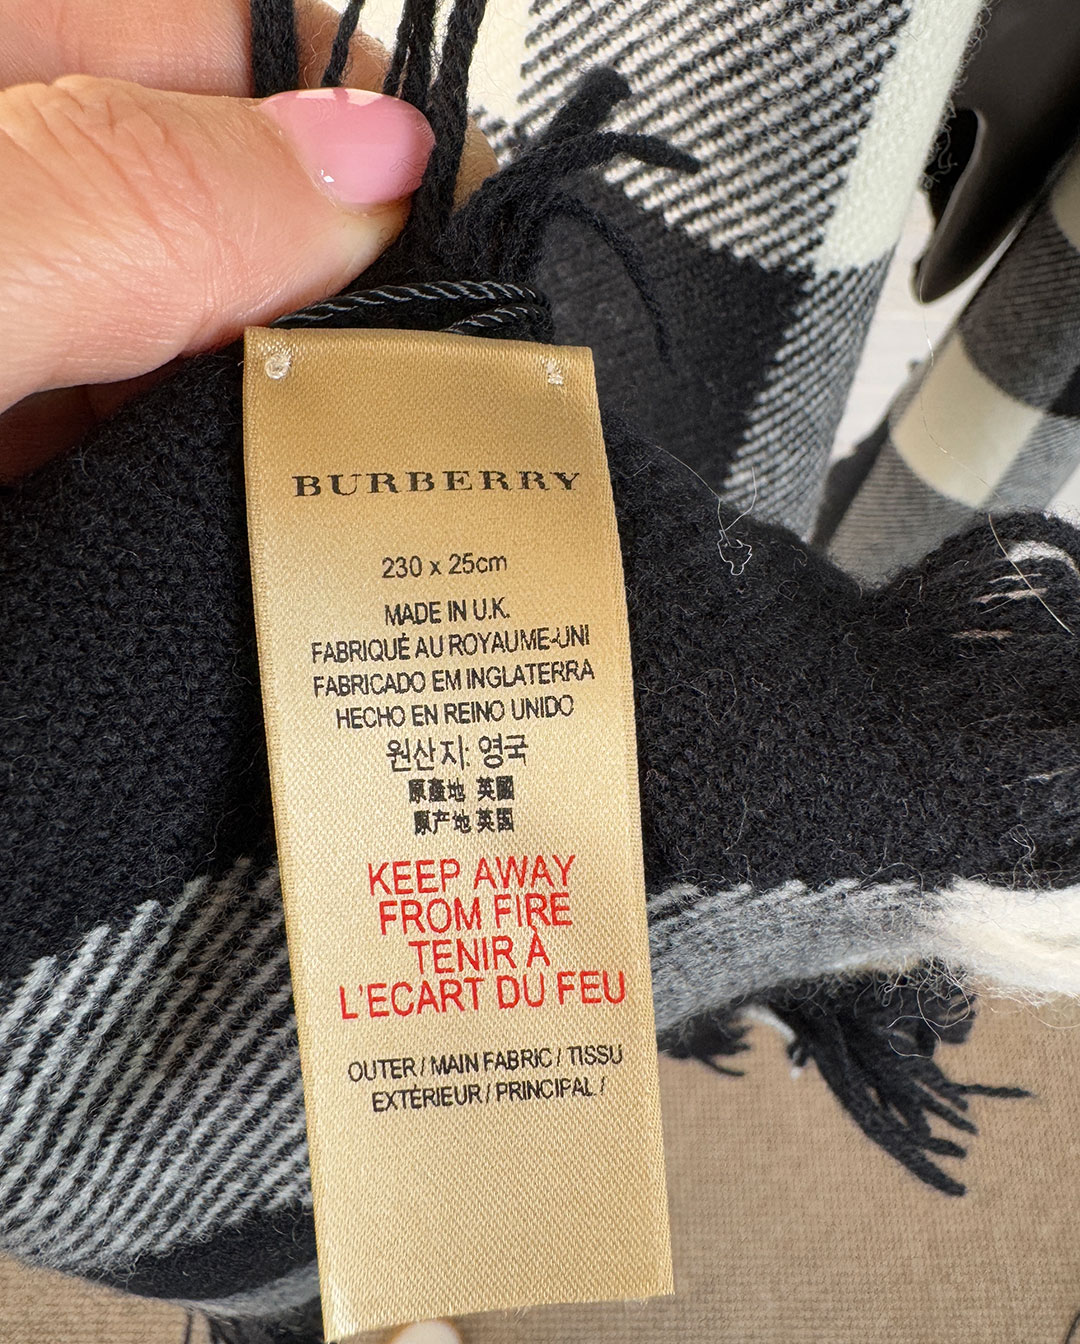 BURBERRY
230 x 25cm
MADE IN U.K.
FABRIQUÉ AU ROYAUME-UNI
FABRICADO EM INGLATERRA
HECHO EN REINO UNIDO
원산지: 영국
原產地 英國
原产地 英国
KEEP AWAY
FROM FIRE
TENIR À
L'ECART DU FEU
OUTER / MAIN FABRIC / TISSU
EXTÉRIEUR / PRINCIPAL /